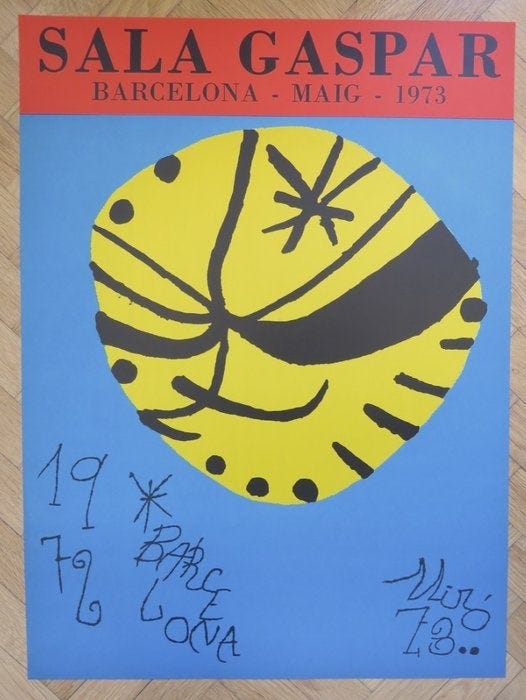 SALA GASPAR
BARCELONA - MAIG - 1973
19
72
BARCE
LONA
Miró
73..